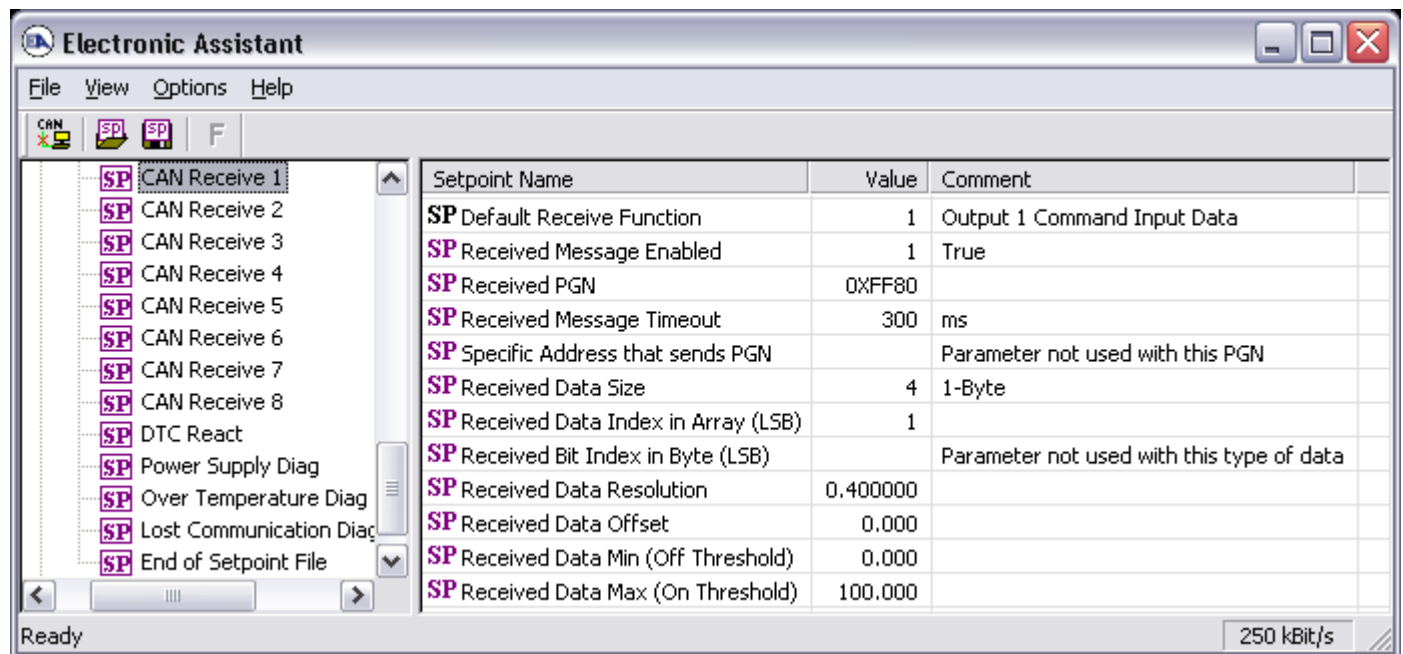 Electronic Assistant
File View Options Help
CAN SP SP F
SP CAN Receive 1
SP CAN Receive 2
SP CAN Receive 3
SP CAN Receive 4
SP CAN Receive 5
SP CAN Receive 6
SP CAN Receive 7
SP CAN Receive 8
SP DTC React
SP Power Supply Diag
SP Over Temperature Diag
SP Lost Communication Diag
SP End of Setpoint File
Setpoint Name Value Comment
SP Default Receive Function 1 Output 1 Command Input Data
SP Received Message Enabled 1 True
SP Received PGN 0XFF80
SP Received Message Timeout 300 ms
SP Specific Address that sends PGN Parameter not used with this PGN
SP Received Data Size 4 1-Byte
SP Received Data Index in Array (LSB) 1
SP Received Bit Index in Byte (LSB) Parameter not used with this type of data
SP Received Data Resolution 0.400000
SP Received Data Offset 0.000
SP Received Data Min (Off Threshold) 0.000
SP Received Data Max (On Threshold) 100.000
Ready 250 kBit/s